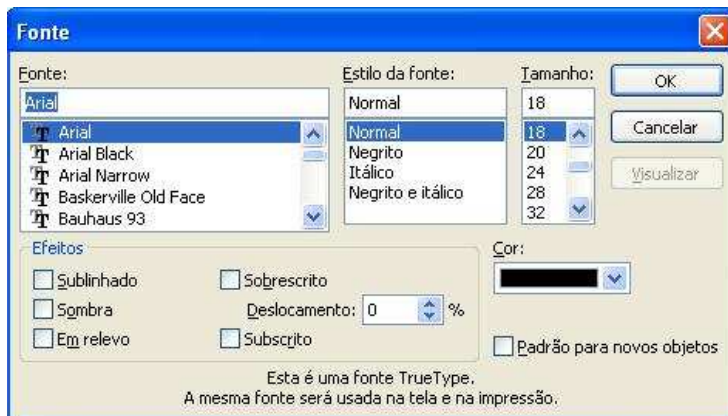 Fonte
Fonte:
Estilo da fonte:
Tamanho:
Arial
Normal
18
OK
Arial
Arial Black
Arial Narrow
Baskerville Old Face
Bauhaus 93
Normal
Negrito
Itálico
Negrito e itálico
18
20
24
28
32
Cancelar
Visualizar
Efeitos
Sublinhado
Sombra
Em relevo
Sobrescrito
Deslocamento: 0 %
Subscrito
Cor:
Padrão para novos objetos
Esta é uma fonte TrueType.
A mesma fonte será usada na tela e na impressão.